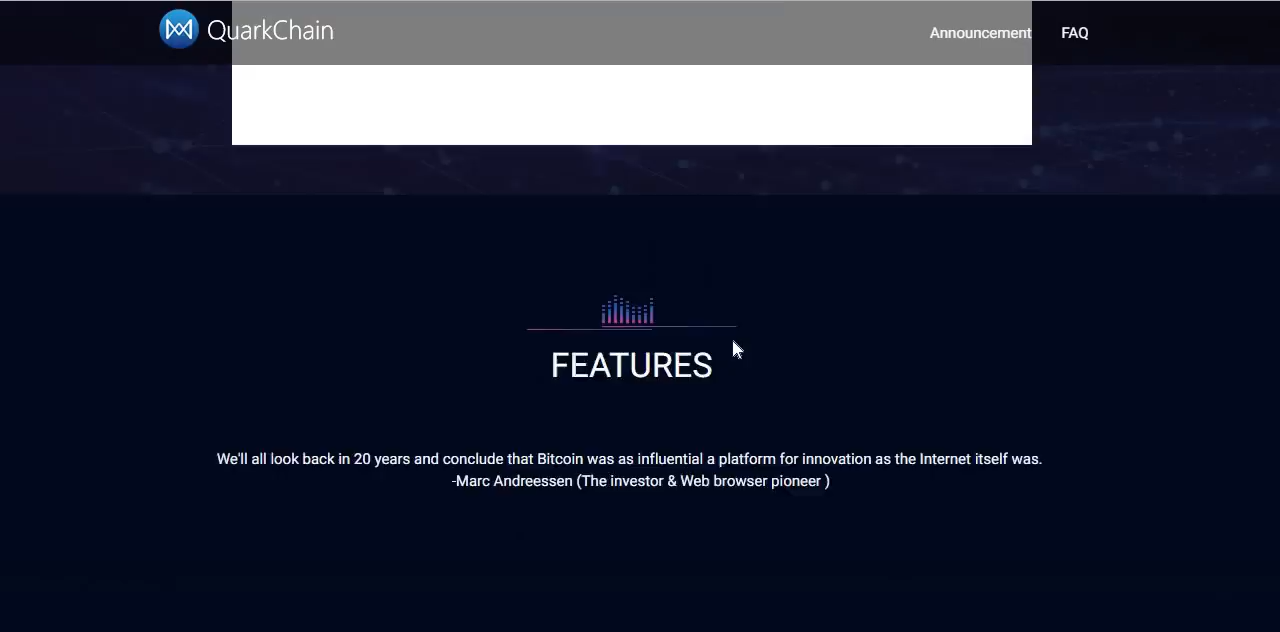 QuarkChain
Announcement
FAQ
FEATURES
We'll all look back in 20 years and conclude that Bitcoin was as influential a platform for innovation as the Internet itself was.
-Marc Andreessen (The investor & Web browser pioneer )